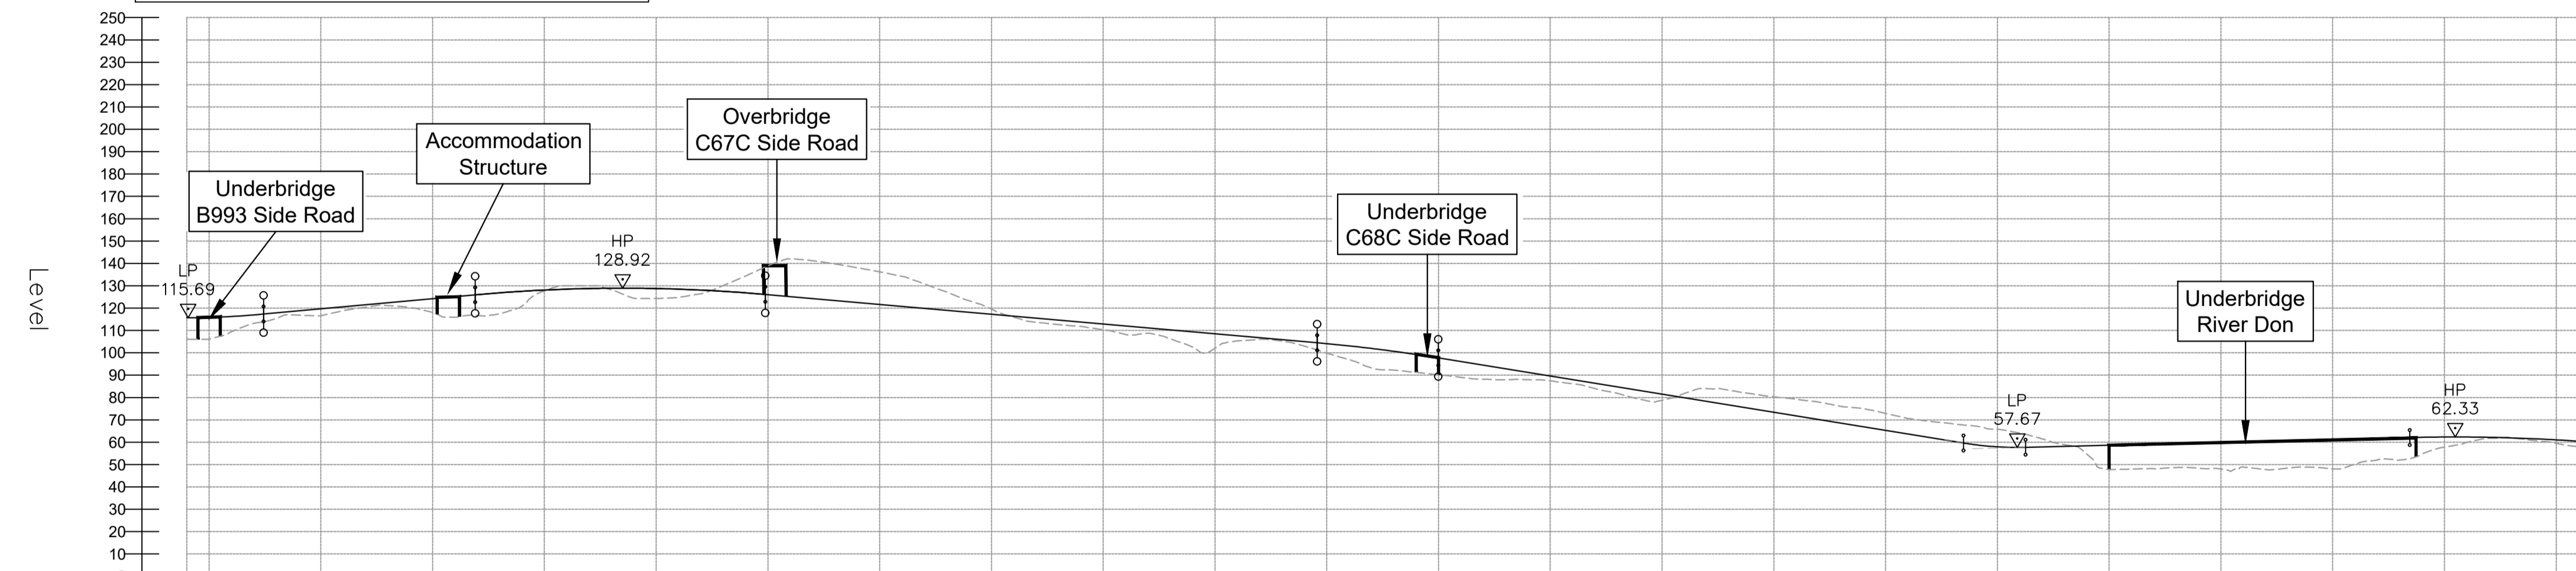 250
240
230
220
210
200
190
180
170
160
150
140
130
120
110
100
90
80
70
60
50
40
30
20
10
Level
LP
115.69
Underbridge
B993 Side Road
Accommodation
Structure
HP
128.92
Overbridge
C67C Side Road
Underbridge
C68C Side Road
LP
57.67
Underbridge
River Don
HP
62.33